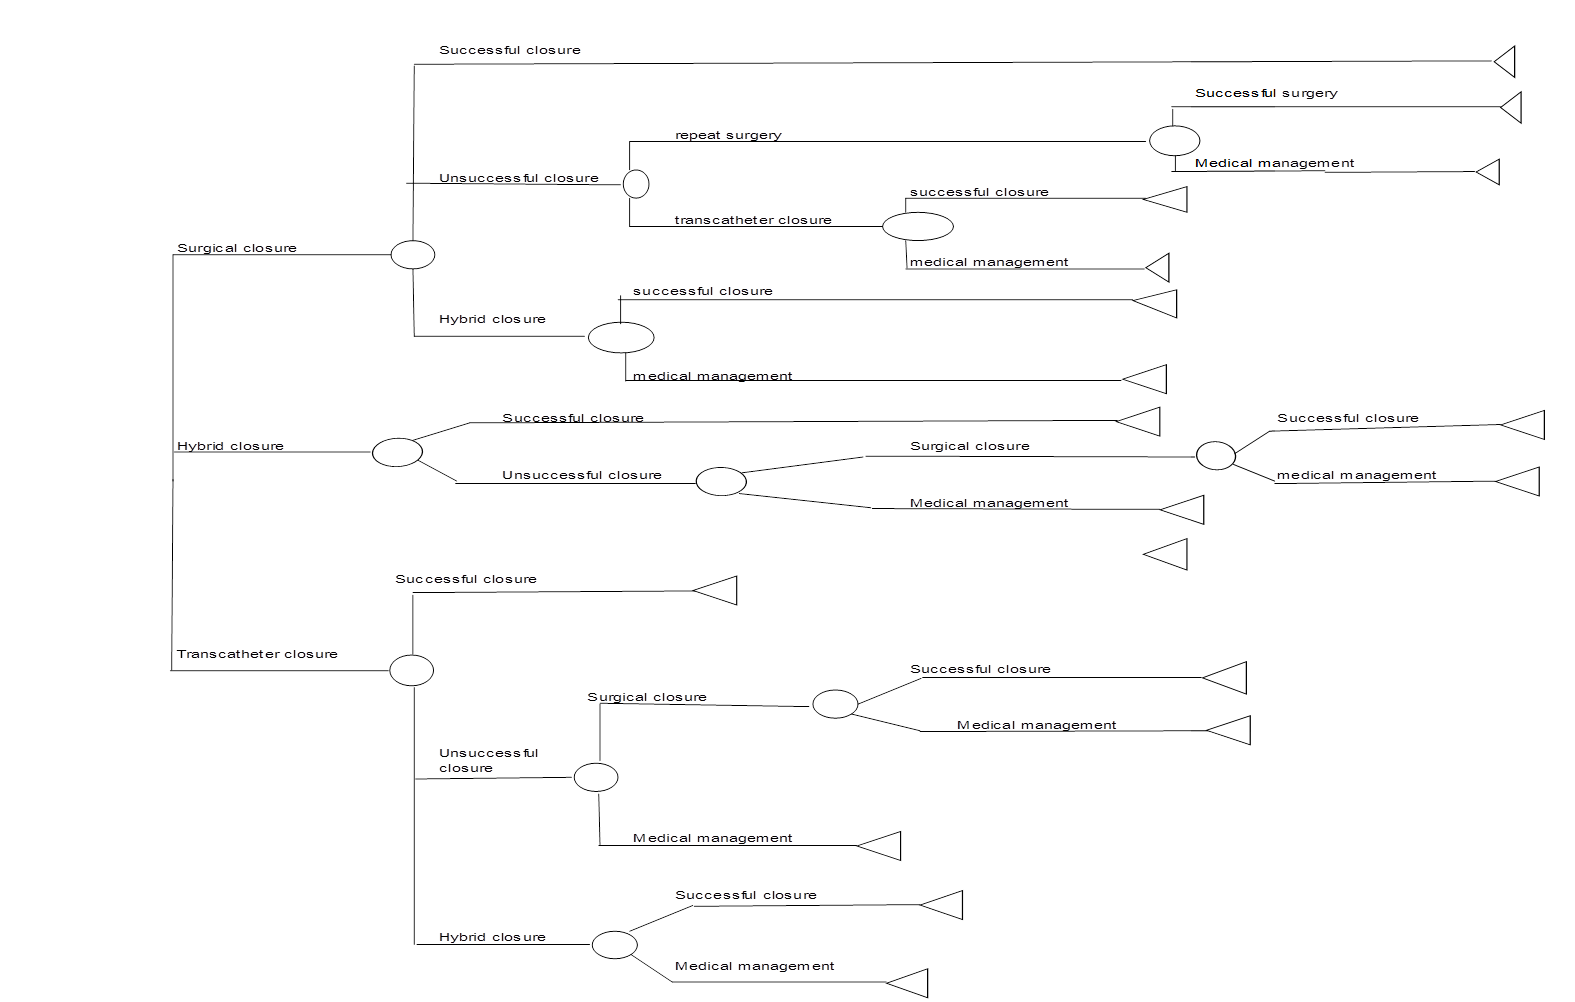 Successful closure
Successful surgery
repeat surgery
Medical management
Unsuccessful closure
successful closure
transcatheter closure
Surgical closure
medical management
successful closure
Hybrid closure
medical management
Successful closure
Successful closure
Hybrid closure
Surgical closure
Unsuccessful closure
medical management
Medical management
Successful closure
Transcatheter closure
Successful closure
Surgical closure
Medical management
Unsuccessful
closure
Medical management
Successful closure
Hybrid closure
Medical management